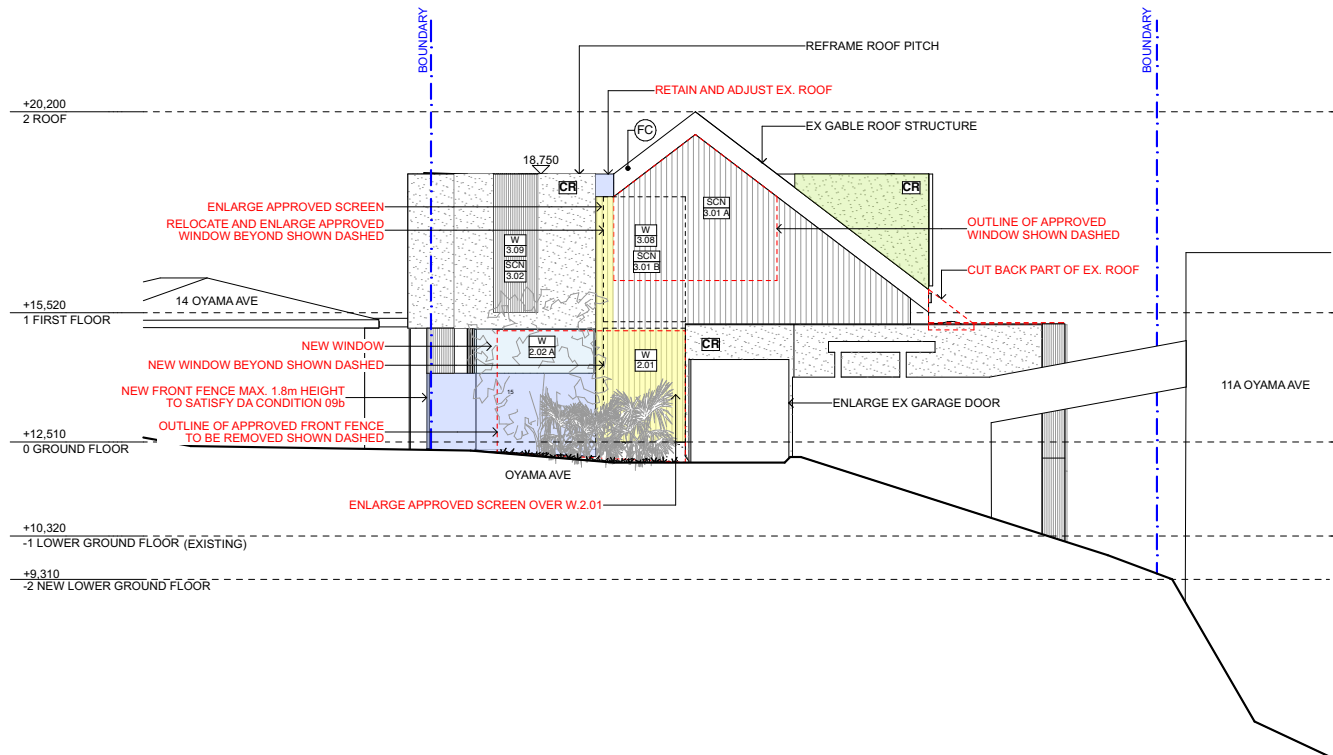 BOUNDARY
BOUNDARY
REFRAME ROOF PITCH
RETAIN AND ADJUST EX. ROOF
+20,200
2 ROOF
FC
EX GABLE ROOF STRUCTURE
18,750
CR
CR
ENLARGE APPROVED SCREEN
RELOCATE AND ENLARGE APPROVED
WINDOW BEYOND SHOWN DASHED
SCN
3.01 A
W
3.09
SCN
3.02
W
3.08
SCN
3.01 B
OUTLINE OF APPROVED
WINDOW SHOWN DASHED
CUT BACK PART OF EX. ROOF
14 OYAMA AVE
+15,520
1 FIRST FLOOR
NEW WINDOW
W
2.02 A
CR
NEW WINDOW BEYOND SHOWN DASHED
W
2.01
NEW FRONT FENCE MAX. 1.8m HEIGHT
TO SATISFY DA CONDITION 09b
15
ENLARGE EX GARAGE DOOR
11A OYAMA AVE
OUTLINE OF APPROVED FRONT FENCE
TO BE REMOVED SHOWN DASHED
+12,510
0 GROUND FLOOR
OYAMA AVE
ENLARGE APPROVED SCREEN OVER W.2.01
+10,320
-1 LOWER GROUND FLOOR (EXISTING)
+9,310
-2 NEW LOWER GROUND FLOOR